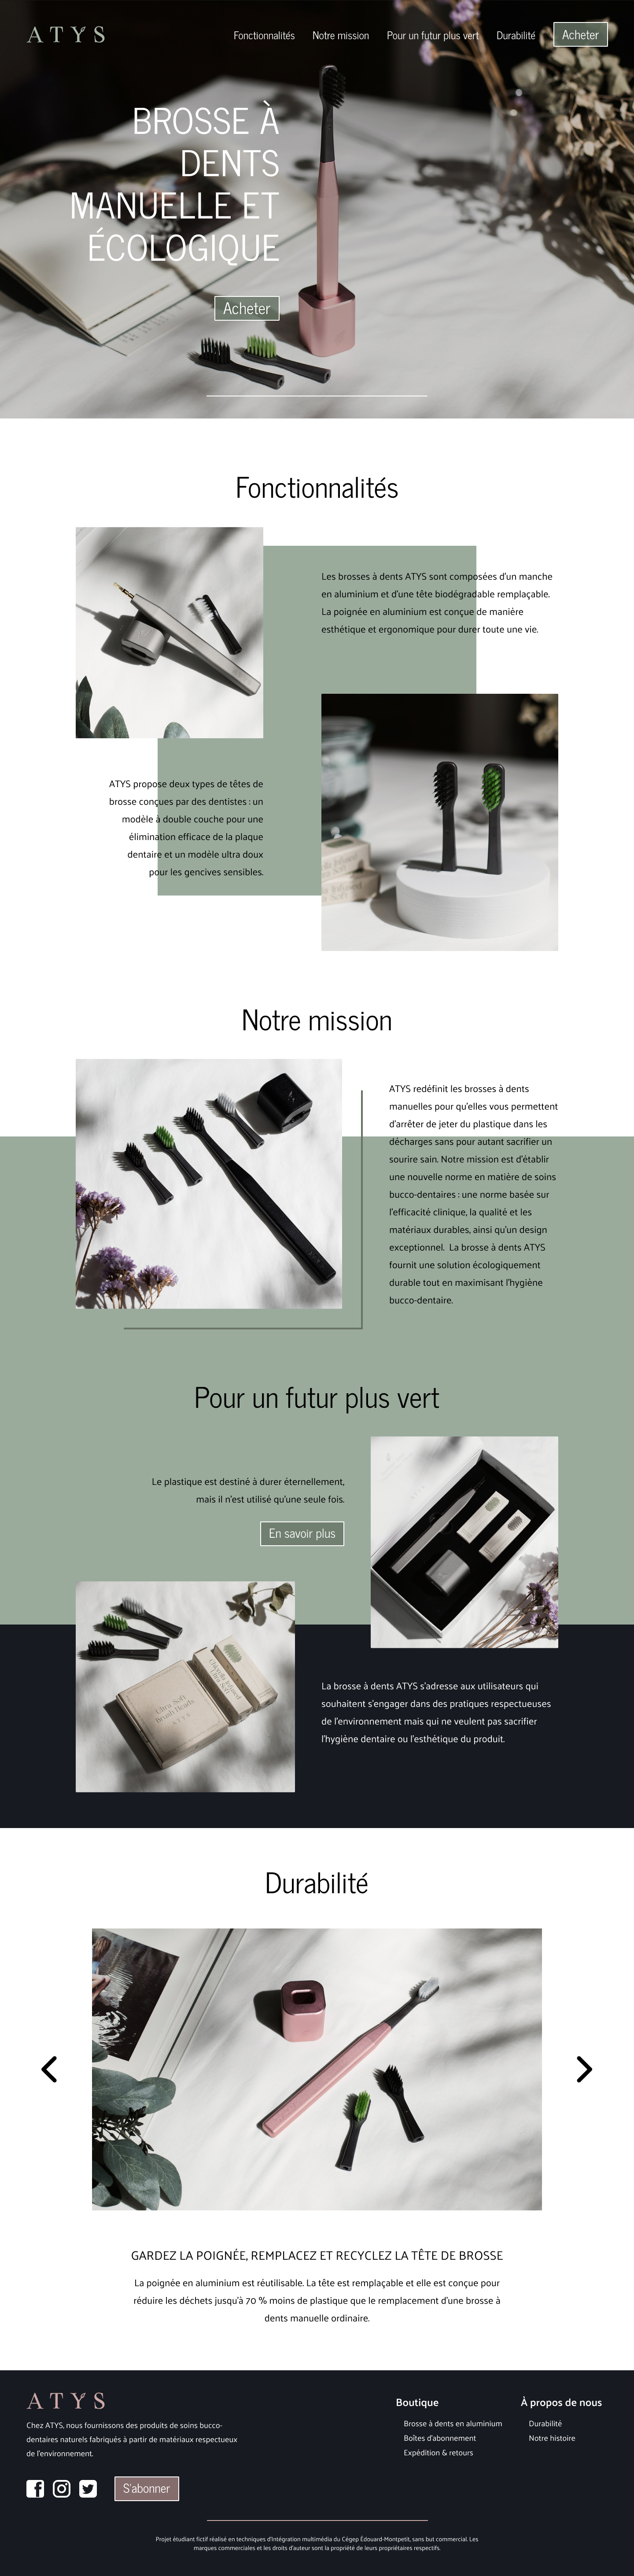 ATYS
Fonctionalités
Notre mission
Pour un futur plus vert
Durabilité
Acheter
BROSSE À
DENTS
MANUELLE ET
ÉCOLOGIQUE
Acheter
Fonctionnalités
Les brosses à dents ATYS sont composées d'un manche
en aluminium et d'une tête biodégradable remplaçable.
La poignée en aluminium est conçue de manière
esthétique et ergonomique pour durer toute une vie.
ATYS propose deux types de têtes de
brosse conçues par des dentistes : un
modèle à double couche pour une
élimination efficace de la plaque
dentaire et un modèle ultra doux
pour les gencives sensibles.
Notre mission
ATYS redéfinit les brosses à dents
manuelles pour qu'elles vous permettent
d'arrêter de jeter du plastique dans les
décharges sans pour autant sacrifier un
sourire sain. Notre mission est d'établir
une nouvelle norme en matière de soins
bucco-dentaires : une norme basée sur
l'efficacité clinique, la qualité et les
matériaux durables, ainsi qu'un design
exceptionnel. La brosse à dents ATYS
fournit une solution écologiquement
durable tout en maximisant l'hygiène
bucco-dentaire.
Pour un futur plus vert
Le plastique est destiné à durer éternellement,
mais il n'est utilisé qu'une seule fois.
En savoir plus
Ultra Soft
Brush Heads
La brosse à dents ATYS s'adresse aux utilisateurs qui
souhaitent s'engager dans des pratiques respectueuses
de l'environnement mais qui ne veulent pas sacrifier
l'hygiène dentaire ou l'esthétique du produit.
Durabilité
GARDEZ LA POIGNÉE, REMPLACEZ ET RECYCLEZ LA TÊTE DE BROSSE
La poignée en aluminium est réutilisable. La tête est remplaçable et elle est conçue pour
réduire les déchets jusqu'à 70 % moins de plastique que le remplacement d'une brosse à
dents manuelle ordinaire.
ATYS
Chez ATYS, nous fournissons des produits de soins bucco-
dentaires naturels fabriqués à partir de matériaux respectueux
de l'environnement.
S'abonner
Boutique
Brosse à dents en aluminium
Boîtes d'abonnement
Expédition & retours
À propos de nous
Durabilité
Notre histoire
Projet étudiant fictif réalisé en techniques d'Intégration multimédia du Cégep Édouard-Montpetit, sans but commercial. Les
marques commerciales et les droits d'auteur sont la propriété de leurs propriétaires respectifs.